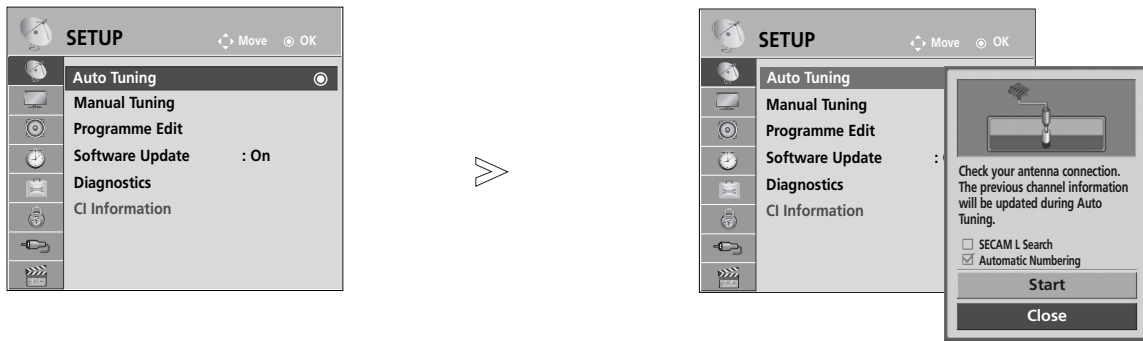 SETUP
Move OK
Auto Tuning
Manual Tuning
Programme Edit
Software Update : On
Diagnostics
CI Information
SETUP
Move OK
Auto Tuning
Manual Tuning
Programme Edit
Software Update :
Diagnostics
CI Information
Check your antenna connection.
The previous channel information
will be updated during Auto
Tuning.
SECAM L Search
Automatic Numbering
Start
Close